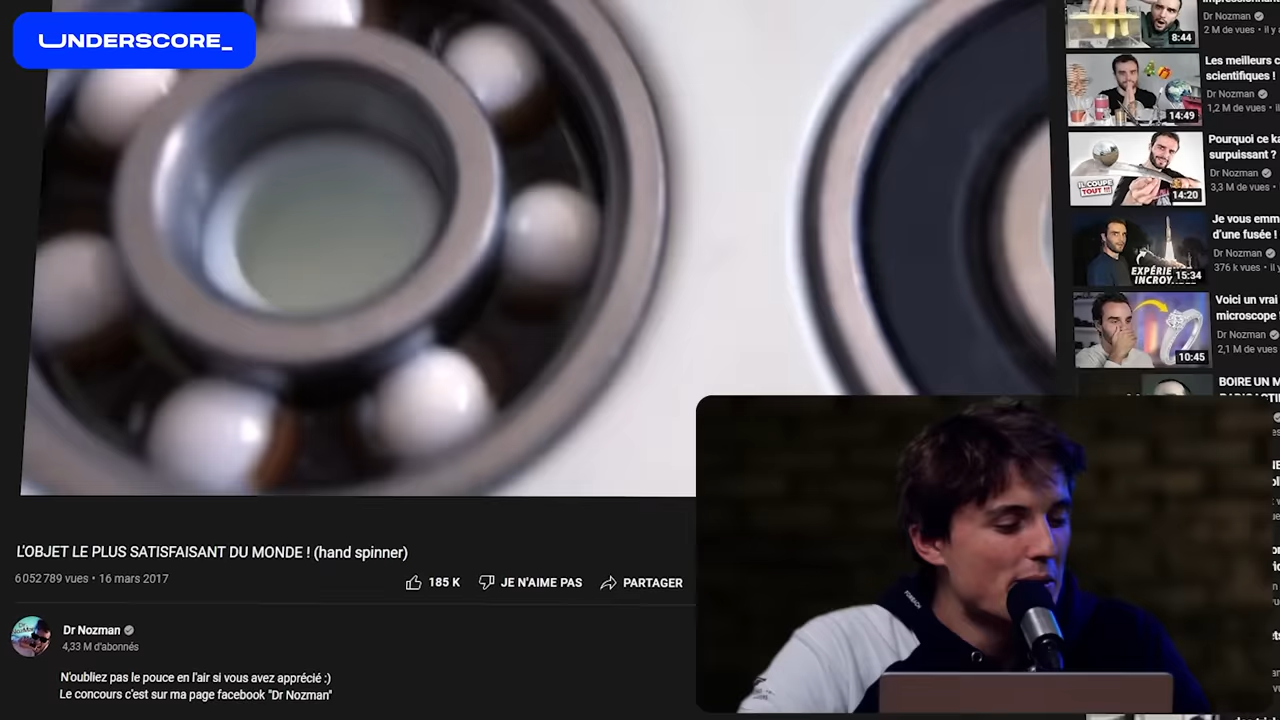 UNDERSCORE_
L'OBJET LE PLUS SATISFAISANT DU MONDE ! (hand spinner)
6 052 789 vues • 16 mars 2017
185 K
JE N'AIME PAS
PARTAGER
Dr Nozman
4,33 M d'abonnés
N'oubliez pas le pouce en l'air si vous avez apprécié :)
Le concours c'est sur ma page facebook "Dr Nozman"
8:44
Dr Nozman
2 M de vues • il y
Les meilleurs
scientifiques !
Dr Nozman
1,2 M de vues
14:49
IL COUPE
TOUT !!!
14:20
Pourquoi ce
surpuissant ?
Dr Nozman
3,3 M de vues
15:34
Je vous
d'une fusée !
Dr Nozman
376 k vues • il y
10:45
Voici un vrai
microscope
Dr Nozman
2,1 M de vues
BOIRE UN